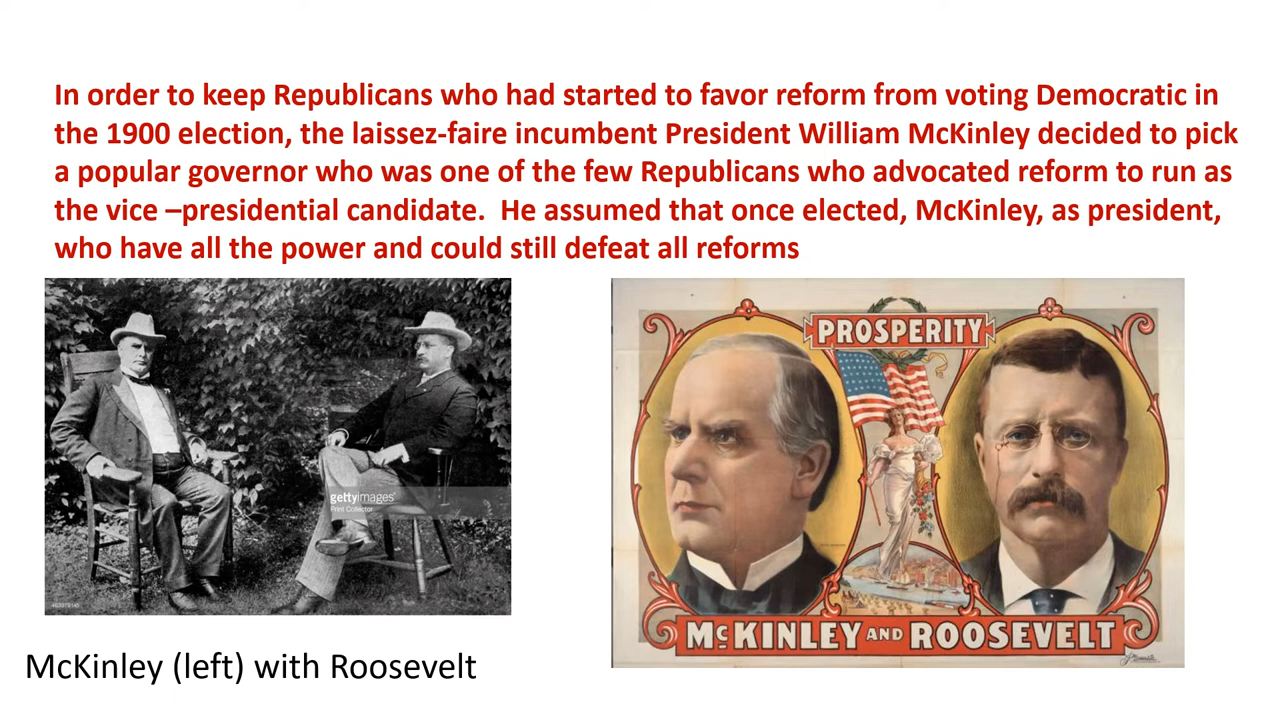 In order to keep Republicans who had started to favor reform from voting Democratic in
the 1900 election, the laissez-faire incumbent President William McKinley decided to pick
a popular governor who was one of the few Republicans who advocated reform to run as
the vice –presidential candidate.  He assumed that once elected, McKinley, as president,
who have all the power and could still defeat all reforms
gettyimages
Print Collector
PROSPERITY
McKINLEY AND ROOSEVELT
McKinley (left) with Roosevelt